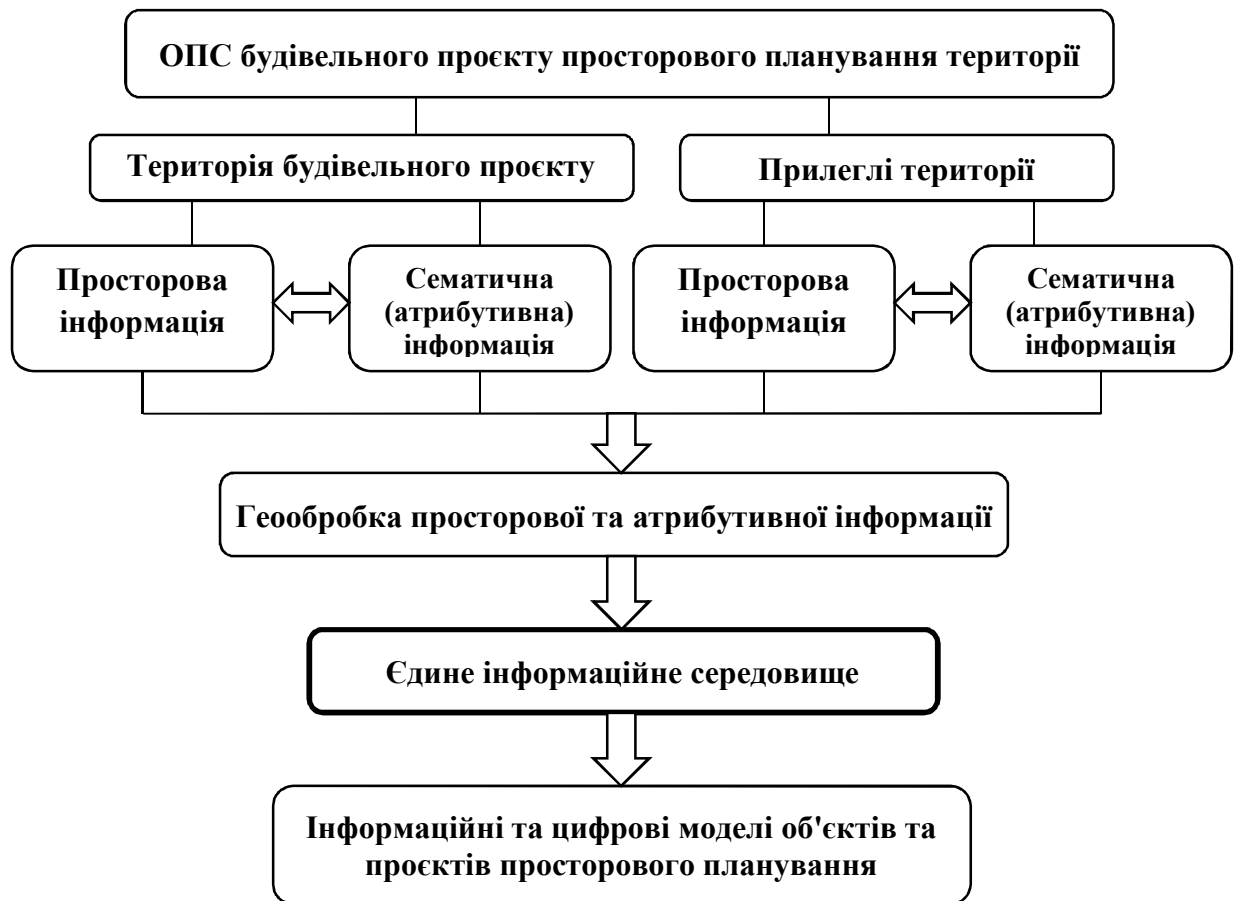 ОПС будівельного проєкту просторового планування території
Територія будівельного проєкту
Прилеглі території
Просторова
інформація
Сематична
(атрибутивна)
інформація
Просторова
інформація
Сематична
(атрибутивна)
інформація
Геообробка просторової та атрибутивної інформації
Єдине інформаційне середовище
Інформаційні та цифрові моделі об'єктів та
проєктів просторового планування